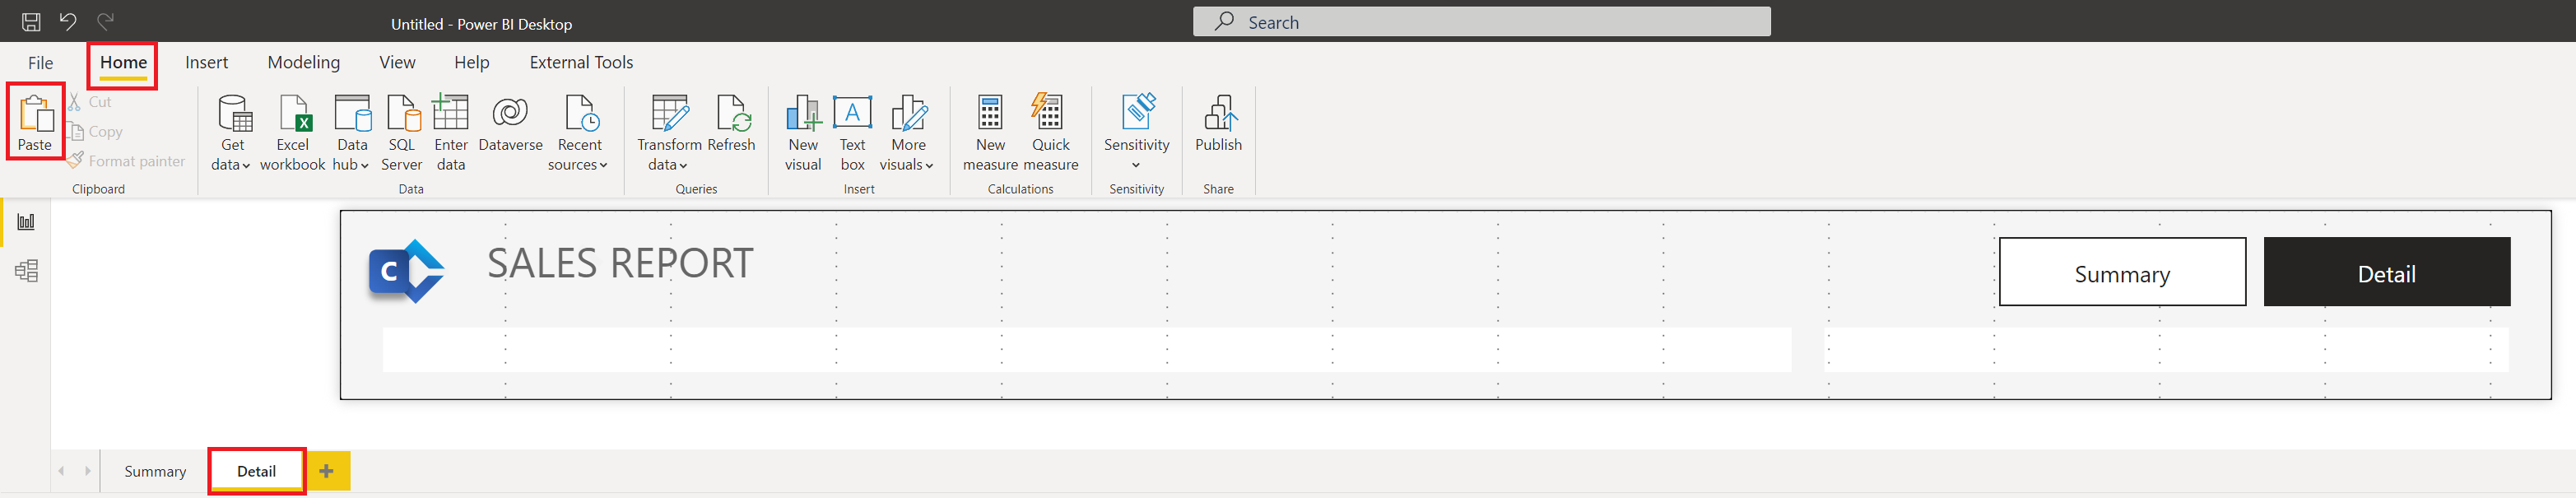 Untitled - Power BI Desktop
Search
File Home Insert Modeling View Help External Tools
Paste
Cut
Copy
Format painter
Clipboard
Get data
Excel workbook
X
Data hub
SQL Server
Enter data
Dataverse
Recent sources
Data
Transform data
Refresh
Queries
New visual
A
Text box
More visuals
Insert
New measure
Quick measure
Calculations
Sensitivity
Sensitivity
Publish
Share
C
SALES REPORT
Summary
Detail
Summary
Detail
+